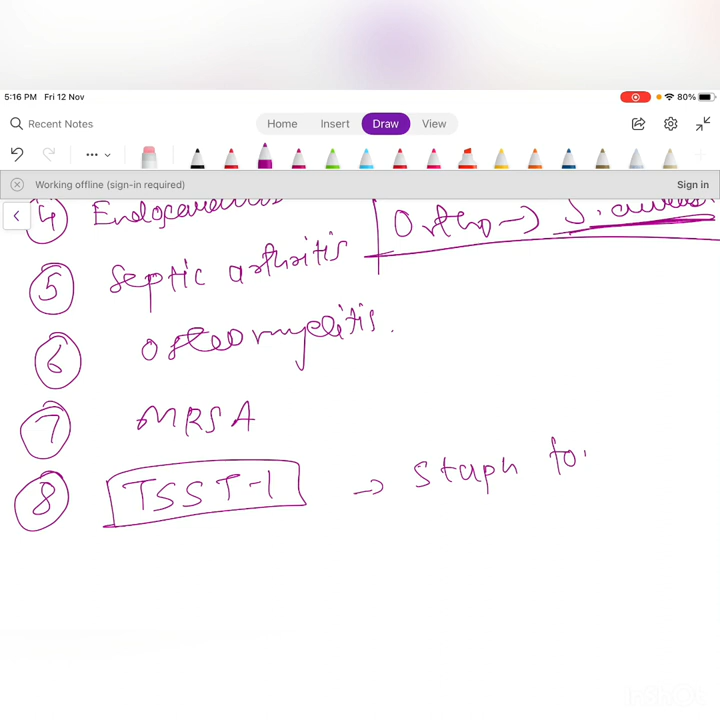 5:16 PM Fri 12 Nov 80%
Recent Notes Home Insert Draw View
Working offline (sign-in required) Sign in
4
Ortho → S. aureus
5 Septic arthritis
6 Osteomyelitis.
7 MRSA
8 TSST-1 → Staph to